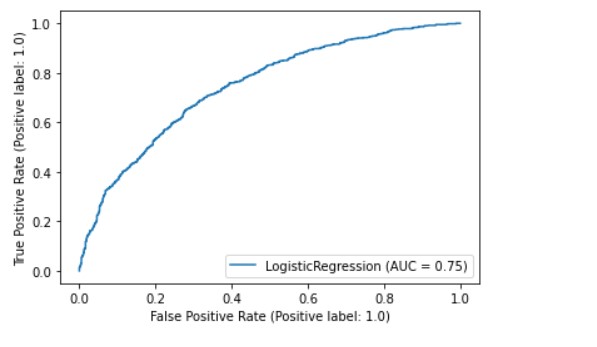 1.0
0.8
0.6
0.4
0.2
0.0
True Positive Rate (Positive label: 1.0)
LogisticRegression (AUC = 0.75)
0.0 0.2 0.4 0.6 0.8 1.0
False Positive Rate (Positive label: 1.0)